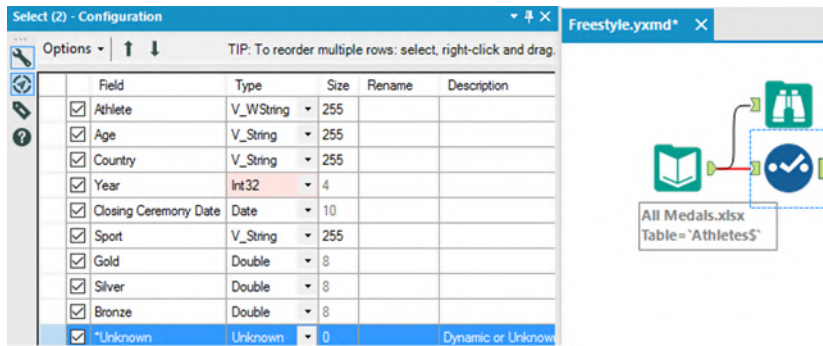 Select (2) - Configuration
Freestyle.yxmd*
Options
TIP: To reorder multiple rows: select, right-click and drag.
Field Type Size Rename Description
Athlete V_WString 255
Age V_String 255
Country V_String 255
Year Int32 4
Closing Ceremony Date Date 10
Sport V_String 255
Gold Double 8
Silver Double 8
Bronze Double 8
*Unknown Unknown 0 Dynamic or Unknown
All Medals.xlsx
Table=`Athletes$`